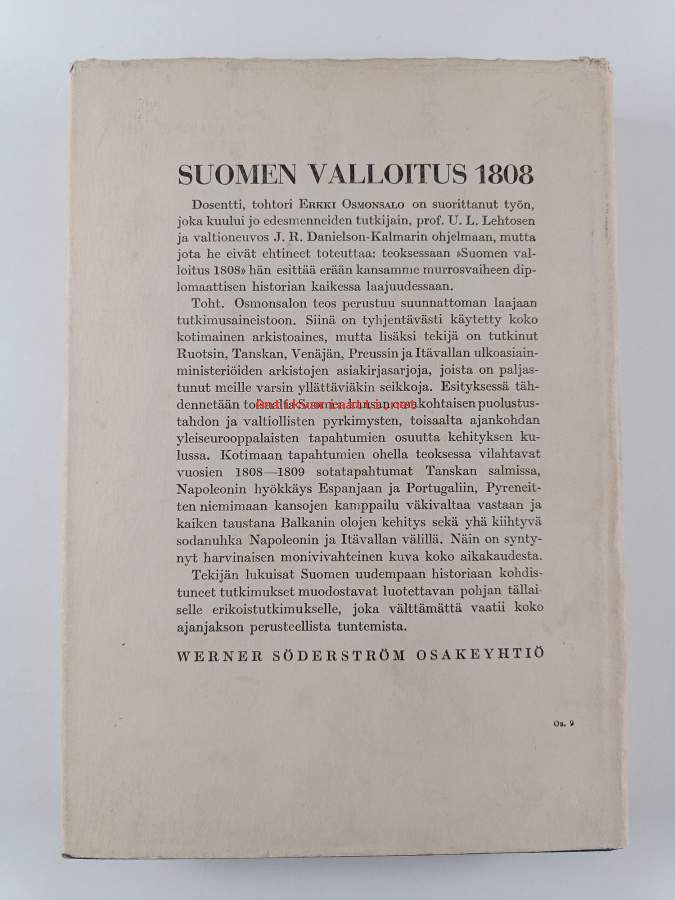 SUOMEN VALLOITUS 1808
Dosentti, tohtori ERKKI OSMONSALO on suorittanut työn,
joka kuului jo edesmenneiden tutkijain, prof. U. L. Lehtosen
ja valtioneuvos J. R. Danielson-Kalmarin ohjelmaan, mutta
jota he eivät ehtineet toteuttaa: teoksessaan »Suomen val-
loitus 1808» hän esittää erään kansamme murrosvaiheen dip-
lomaattisen historian kaikessa laajuudessaan.
Toht. Osmonsalon teos perustuu suunnattoman laajaan
tutkimusaineistoon. Siinä on tyhjentävästi käytetty koko
kotimainen arkistoaines, mutta lisäksi tekijä on tutkinut
Ruotsin, Tanskan, Venäjän, Preussin ja Itävallan ulkoasiain-
ministeriöiden arkistojen asiakirjasarjoja, joista on paljas-
tunut meille varsin yllättäviäkin seikkoja. Esityksessä täh-
dennetään toisaalta Suomen kansan omakohtaisen puolustus-
tahdon ja valtiollisten pyrkimysten, toisaalta ajankohdan
yleiseurooppalaisten tapahtumien osuutta kehityksen ku-
lussa. Kotimaan tapahtumien ohella teoksessa vilahtavat
vuosien 1808—1809 sotatapahtumat Tanskan salmissa,
Napoleonin hyökkäys Espanjaan ja Portugaliin, Pyreneit-
ten niemimaan kansojen kamppailu väkivaltaa vastaan ja
kaiken taustana Balkanin olojen kehitys sekä yhä kiihtyvä
sodanuhka Napoleonin ja Itävallan välillä. Näin on synty-
nyt harvinaisen monivivahteinen kuva koko aikakaudesta.
Tekijän lukuisat Suomen uudempaan historiaan kohdis-
tuneet tutkimukset muodostavat luotettavan pohjan tällai-
selle erikoistutkimukselle, joka välttämättä vaatii koko
ajanjakson perusteellista tuntemista.
WERNER SÖDERSTRÖM OSAKEYHTIÖ
Os. 9